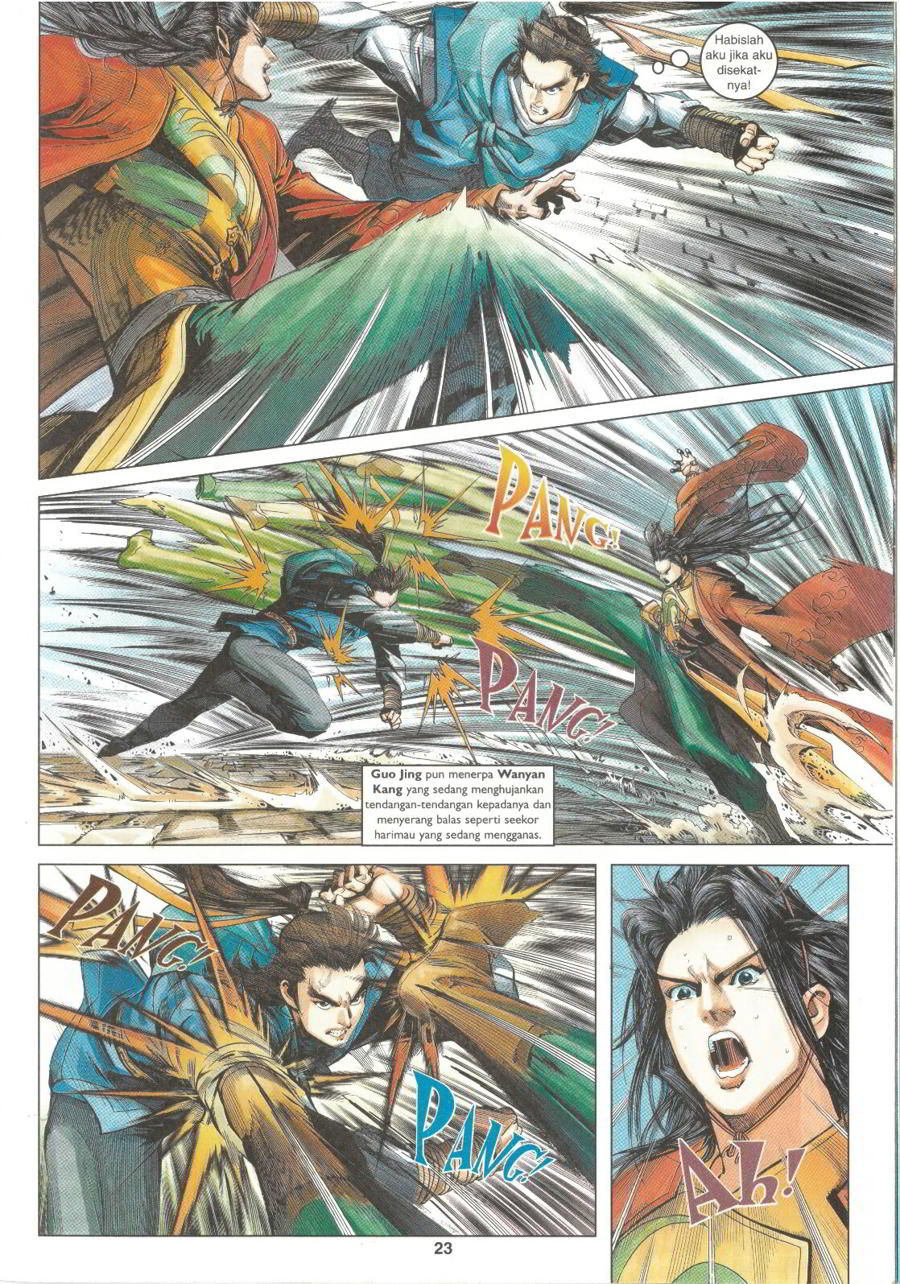 Habislah
aku jika aku
disekat-
nya!
PANG!
PANG!
Guo Jing pun menerpa Wanyan
Kang yang sedang menghujankan
tendangan-tendangan kepadanya dan
menyerang balas seperti seekor
harimau yang sedang mengganas.
PANG!
PANG!
Ah!
23